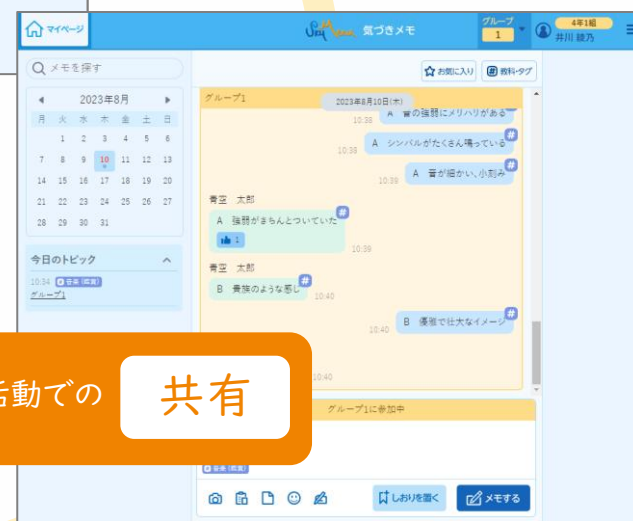 マイページ
SkyMenu 気づきメモ
グループ
1
4年1組
井川 綾乃
メモを探す
お気に入り
# 教科・タグ
2023年8月
月 火 水 木 金 土 日
1 2 3 4 5 6
7 8 9 10 11 12 13
14 15 16 17 18 19 20
21 22 23 24 25 26 27
28 29 30 31
今日のトピック
10:34 音楽(鑑賞)
グループ1
グループ1
2023年8月10日(木)
10:38 A 音の強弱にメリハリがある
10:38 A シンバルがたくさん鳴っている
10:39 A 音が細かい、小刻み
青空 太郎
A 強弱がきちんとついていた
1
10:39
青空 太郎
B 貴族のような感じ
10:40
10:40 B 優雅で壮大なイメージ
10:40
活動での 共有
グループ1に参加中
音楽(鑑賞)
しおりを置く
メモする